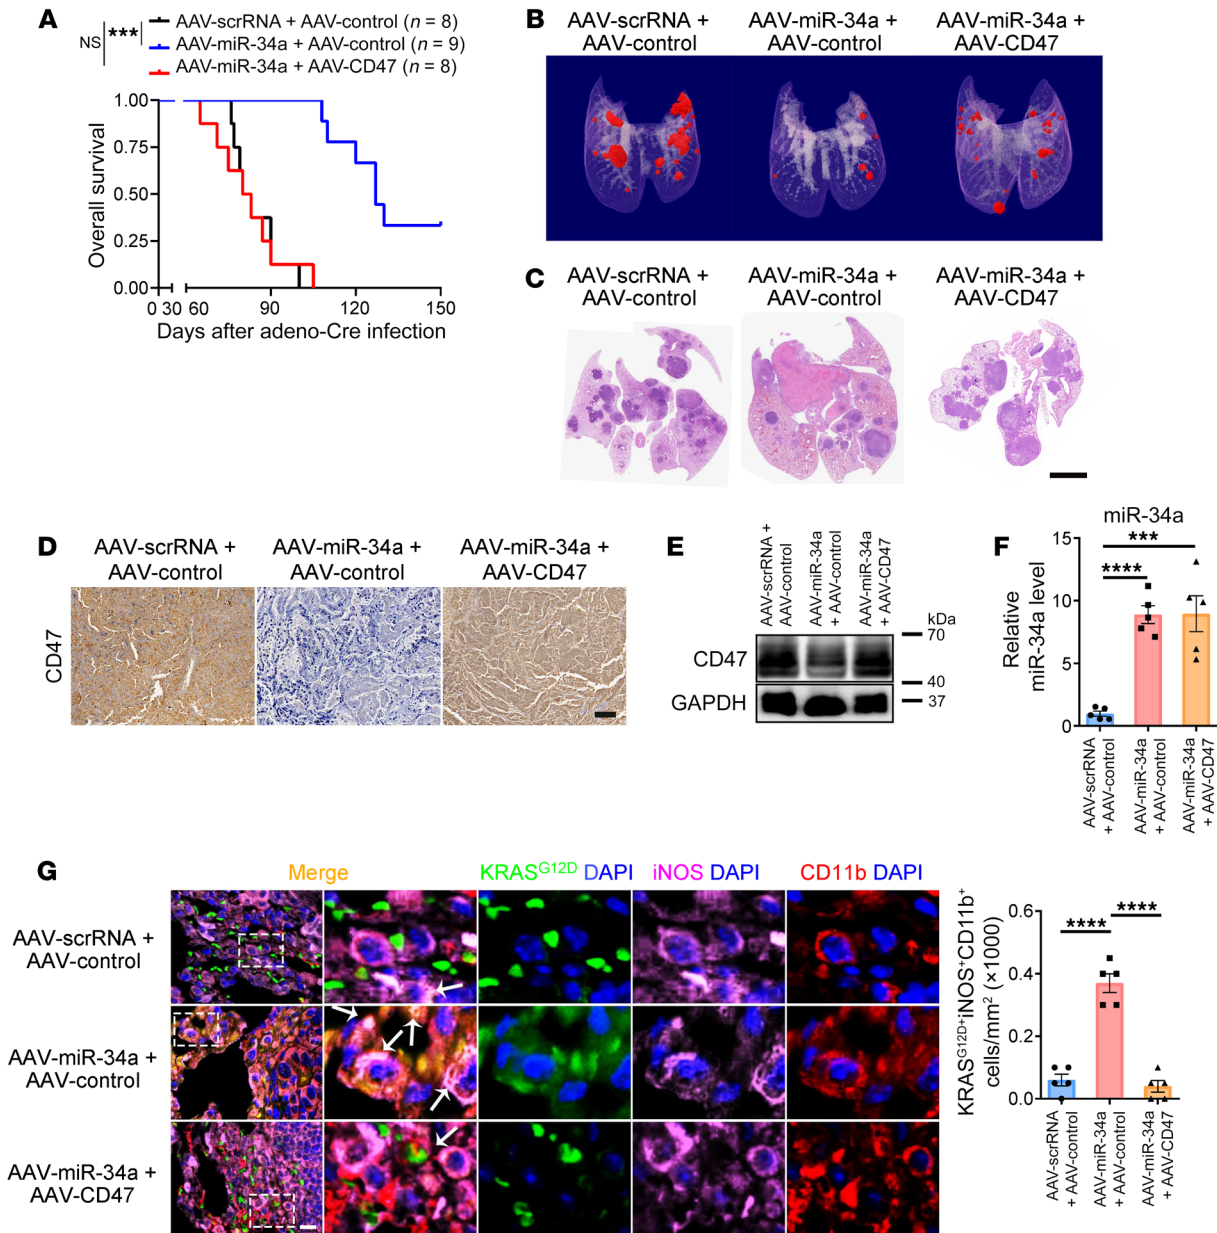 A
NS
***
AAV-scrRNA + AAV-control (n = 8)
AAV-miR-34a + AAV-control (n = 9)
AAV-miR-34a + AAV-CD47 (n = 8)
Overall survival
1.00
0.75
0.50
0.25
0.00
0 30 60 90 120 150
Days after adeno-Cre infection
B
AAV-scrRNA +
AAV-control
AAV-miR-34a +
AAV-control
AAV-miR-34a +
AAV-CD47
C
AAV-scrRNA +
AAV-control
AAV-miR-34a +
AAV-control
AAV-miR-34a +
AAV-CD47
D
AAV-scrRNA +
AAV-control
AAV-miR-34a +
AAV-control
AAV-miR-34a +
AAV-CD47
CD47
E
AAV-scrRNA +
AAV-control
AAV-miR-34a
+ AAV-control
AAV-miR-34a
+ AAV-CD47
kDa
70
CD47
40
GAPDH
37
F
miR-34a
Relative
miR-34a level
15
10
5
0
***
****
AAV-scrRNA
+ AAV-control
AAV-miR-34a
+ AAV-control
AAV-miR-34a
+ AAV-CD47
G
Merge
KRASG12D DAPI
iNOS DAPI
CD11b DAPI
AAV-scrRNA +
AAV-control
AAV-miR-34a +
AAV-control
AAV-miR-34a +
AAV-CD47
KRASG12D+iNOS+CD11b+
cells/mm² (×1000)
0.6
0.4
0.2
0.0
****
****
AAV-scrRNA
+ AAV-control
AAV-miR-34a
+ AAV-control
AAV-miR-34a
+ AAV-CD47